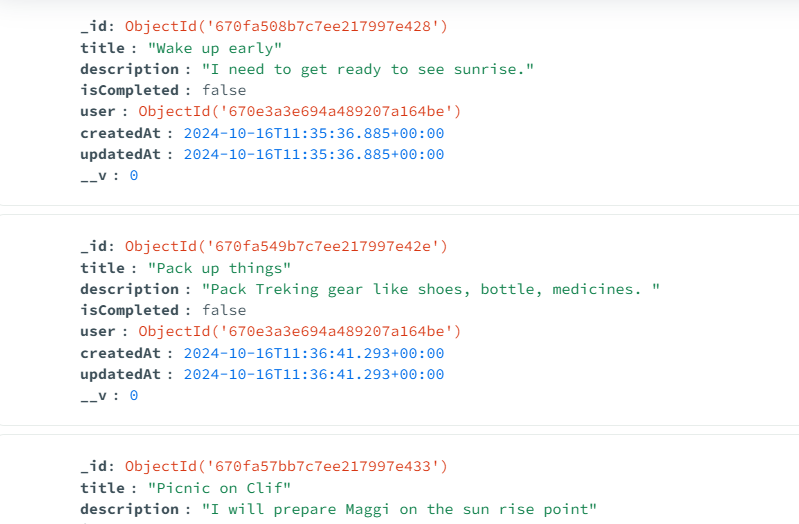 _id: ObjectId('670fa508b7c7ee217997e428')
title : "Wake up early"
description : "I need to get ready to see sunrise."
isCompleted : false
user : ObjectId('670e3a3e694a489207a164be')
createdAt : 2024-10-16T11:35:36.885+00:00
updatedAt : 2024-10-16T11:35:36.885+00:00
__v : 0
_id: ObjectId('670fa549b7c7ee217997e42e')
title : "Pack up things"
description : "Pack Treking gear like shoes, bottle, medicines. "
isCompleted : false
user : ObjectId('670e3a3e694a489207a164be')
createdAt : 2024-10-16T11:36:41.293+00:00
updatedAt : 2024-10-16T11:36:41.293+00:00
__v : 0
_id: ObjectId('670fa57bb7c7ee217997e433')
title : "Picnic on Clif"
description : "I will prepare Maggi on the sun rise point"